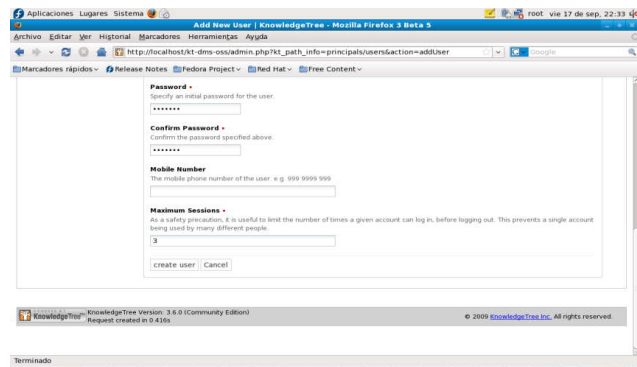 Aplicaciones Lugares Sistema root vie 17 de sep, 22:33
Add New User | KnowledgeTree - Mozilla Firefox 3 Beta 5
Archivo Editar Ver Historial Marcadores Herramientas Ayuda
http://localhost/kt-dms-oss/admin.php?kt_path_info=principals/users&action=addUser Google
Marcadores rápidos Release Notes Fedora Project Red Hat Free Content
Password •
Specify an initial password for the user.
•••••••
Confirm Password •
Confirm the password specified above.
•••••••
Mobile Number
The mobile phone number of the user. e.g. 999 9999 999
Maximum Sessions •
As a safety precaution, it is useful to limit the number of times a given account can log in, before logging out. This prevents a single account
being used by many different people.
3
create user Cancel
KnowledgeTree KnowledgeTree Version: 3.6.0 (Community Edition)
Request created in 0.416s
© 2009 KnowledgeTree Inc. All rights reserved.
Terminado